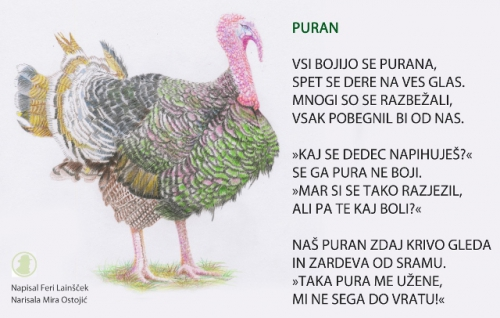 PURAN
VSI BOJIJO SE PURANA,
SPET SE DERE NA VES GLAS.
MNOGI SO SE RAZBEŽALI,
VSAK POBEGNIL BI OD NAS.
»KAJ SE DEDEC NAPIHUJEŠ?«
SE GA PURA NE BOJI.
»MAR SI SE TAKO RAZJEZIL,
ALI PA TE KAJ BOLI?«
NAŠ PURAN ZDAJ KRIVO GLEDA
IN ZARDEVA OD SRAMU.
»TAKA PURA ME UŽENE,
MI NE SEGA DO VRATU!«
Napisal Feri Lainšček
Narisala Mira Ostojić